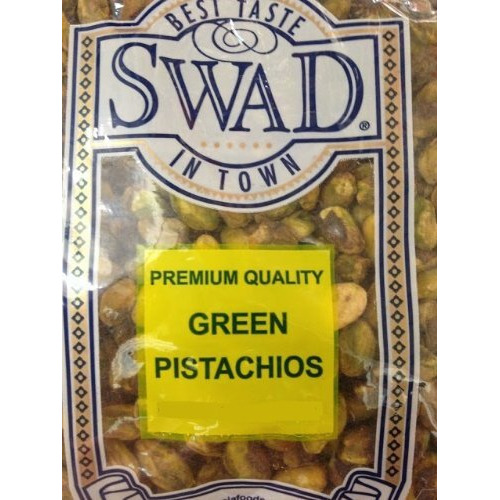 BEST TASTE
SWAD®
IN TOWN
PREMIUM QUALITY
GREEN
PISTACHIOS